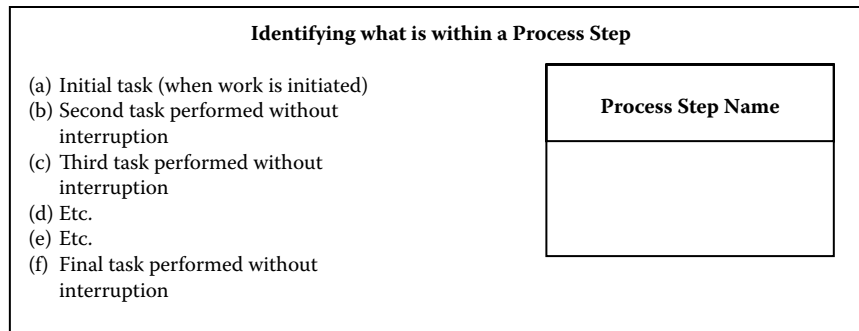 Identifying what is within a Process Step
(a) Initial task (when work is initiated)
(b) Second task performed without
interruption
(c) Third task performed without
interruption
(d) Etc.
(e) Etc.
(f) Final task performed without
interruption
Process Step Name